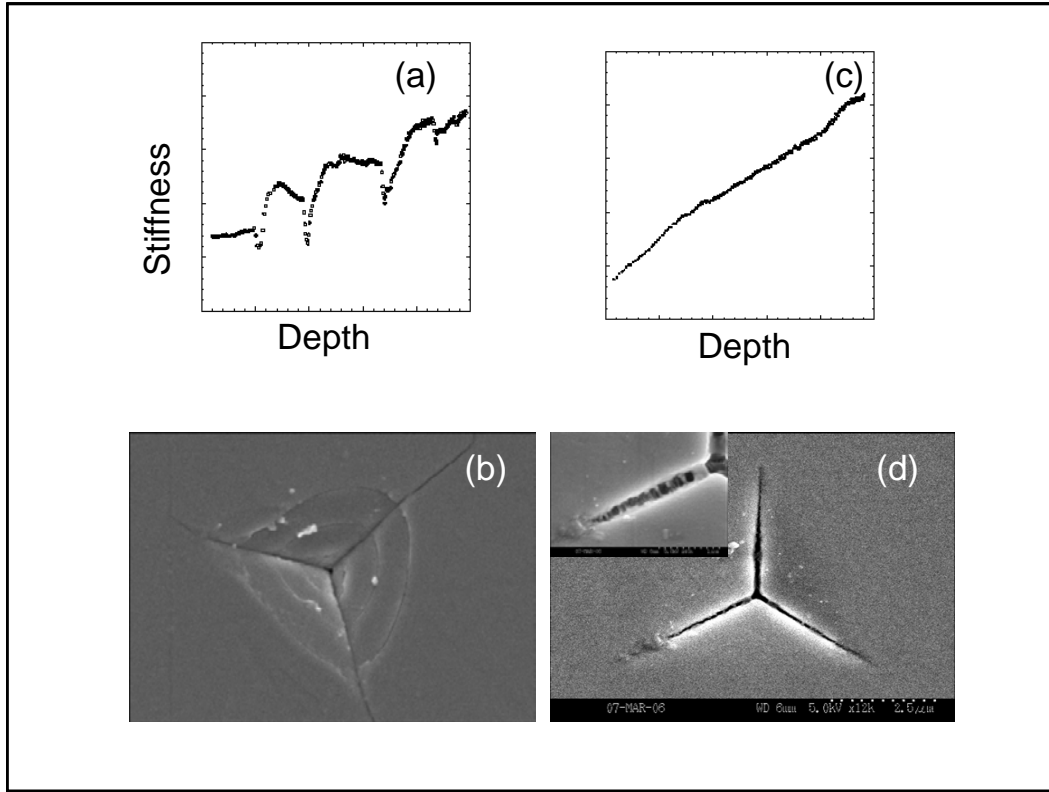 (a)
(c)
Stiffness
Depth
Depth
(b)
(d)
07-MAR-06 WD 6mm 5.0kV x12k 2.5µm